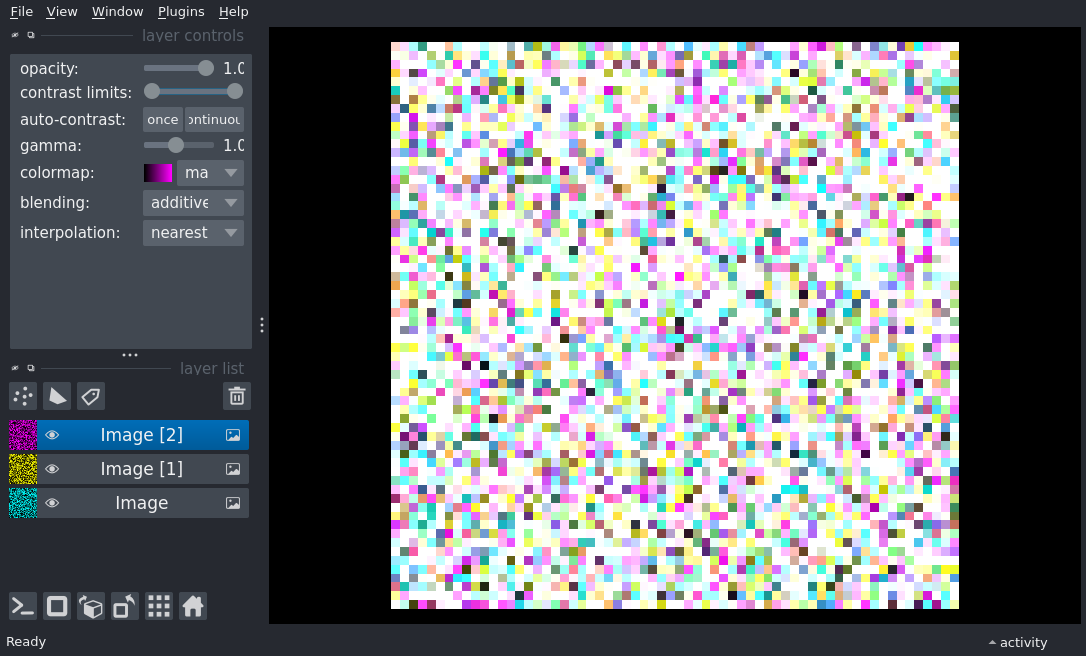 File View Window Plugins Help
layer controls
opacity: 1.0
contrast limits:
auto-contrast: once ontinuou
gamma: 1.0
colormap: ma
blending: additive
interpolation: nearest
layer list
Image [2]
Image [1]
Image
Ready activity